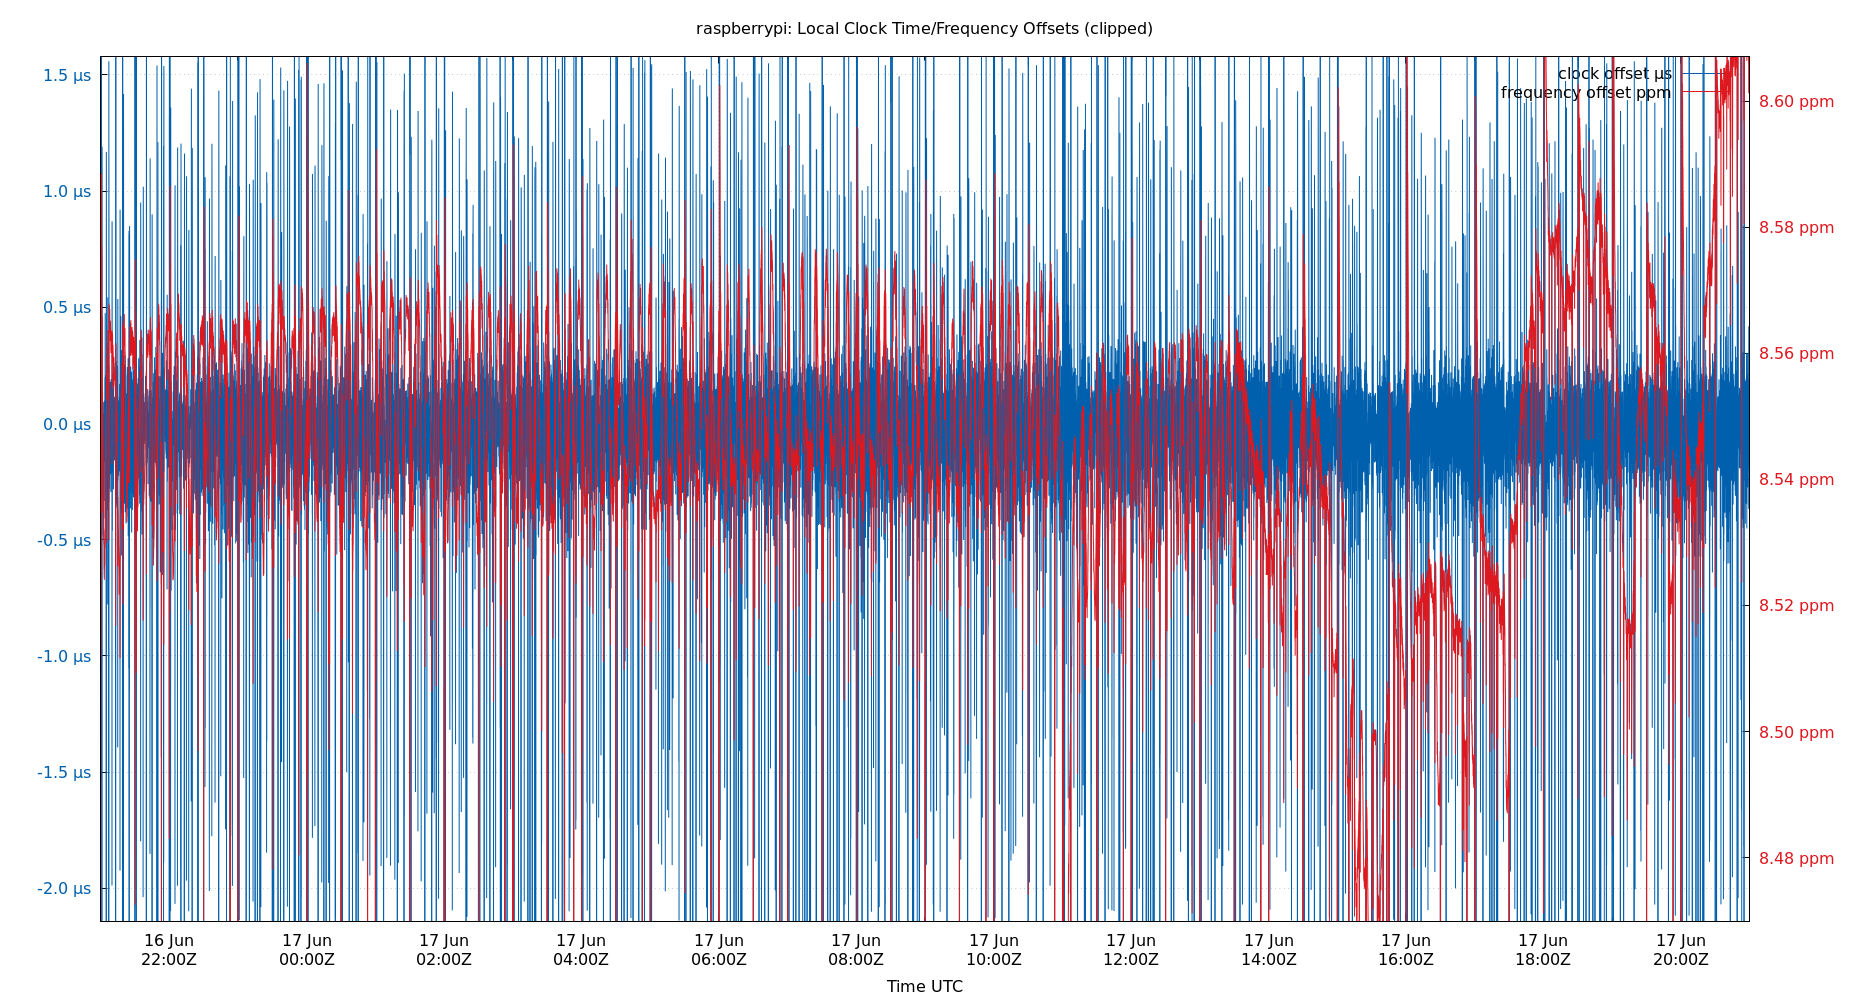 raspberrypi: Local Clock Time/Frequency Offsets (clipped)
clock offset µs
frequency offset ppm
1.5 µs
1.0 µs
0.5 µs
0.0 µs
-0.5 µs
-1.0 µs
-1.5 µs
-2.0 µs
8.60 ppm
8.58 ppm
8.56 ppm
8.54 ppm
8.52 ppm
8.50 ppm
8.48 ppm
16 Jun 17 Jun 17 Jun 17 Jun 17 Jun 17 Jun 17 Jun 17 Jun 17 Jun 17 Jun 17 Jun 17 Jun
22:00Z 00:00Z 02:00Z 04:00Z 06:00Z 08:00Z 10:00Z 12:00Z 14:00Z 16:00Z 18:00Z 20:00Z
Time UTC